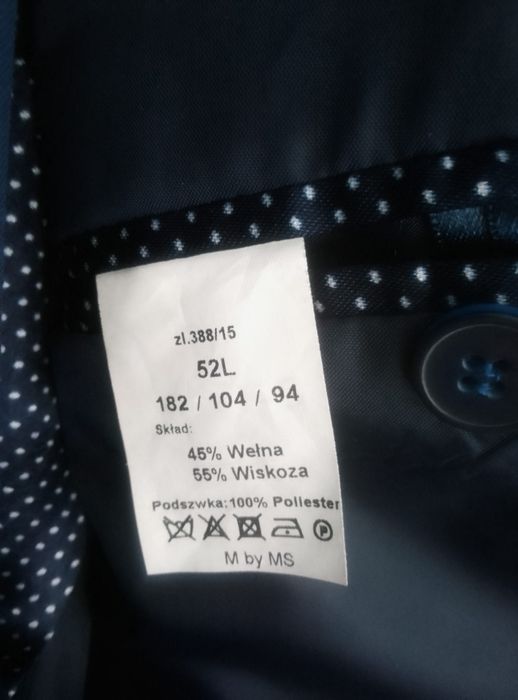 zl.388/15
52L
182 / 104 / 94
Skład:
45% Wełna
55% Wiskoza
Podszwka:100% Poliester
P
M by MS